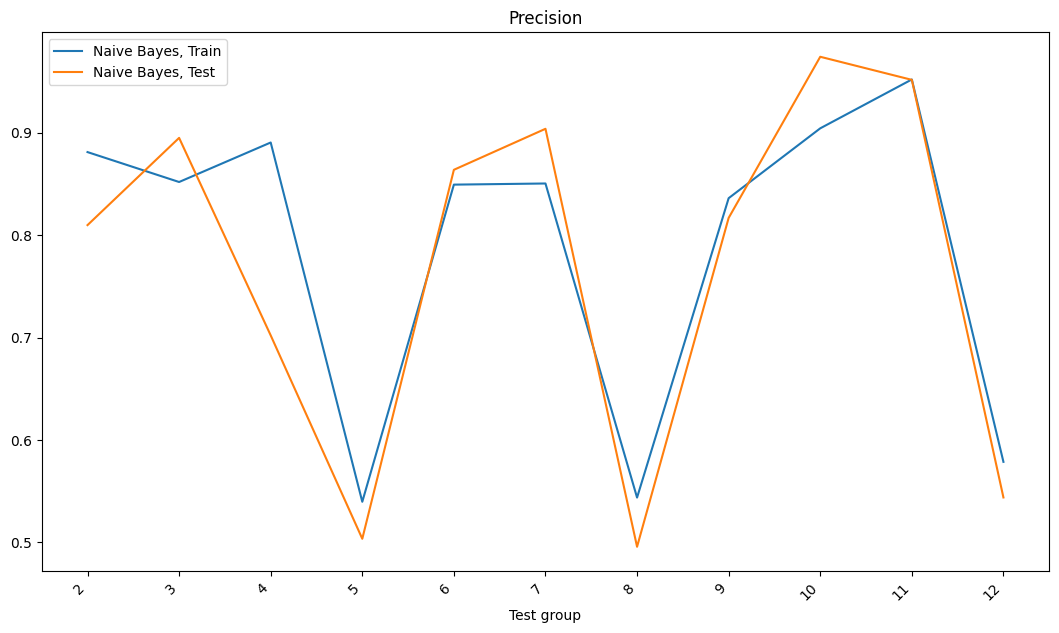 Precision
Naive Bayes, Train
Naive Bayes, Test
0.9
0.8
0.7
0.6
0.5
2 3 4 5 6 7 8 9 10 11 12
Test group